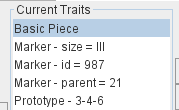 Current Traits
Basic Piece
Marker - size = III
Marker - id = 987
Marker - parent = 21
Prototype - 3-4-6